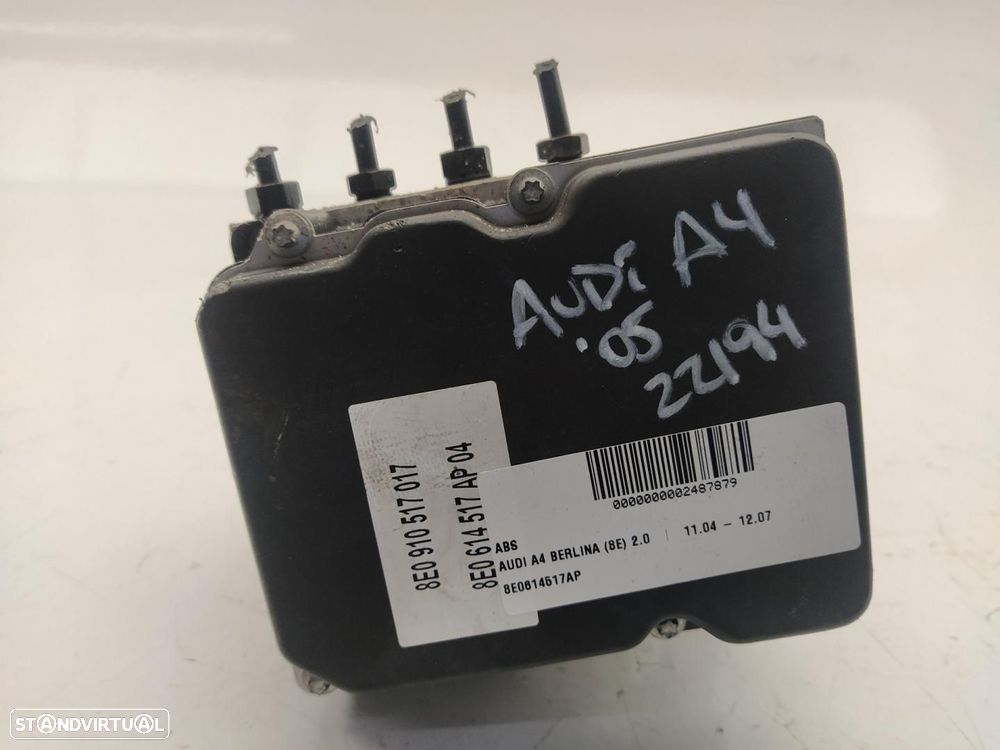 AUDi A4
'05
22194
8E0 910 517 017
8E0 614 517 AP 04
0000000002487879
ABS
AUDI A4 BERLINA (8E) 2.0 | 11.04 - 12.07
8E0614517AP
STANDVIRTUAL